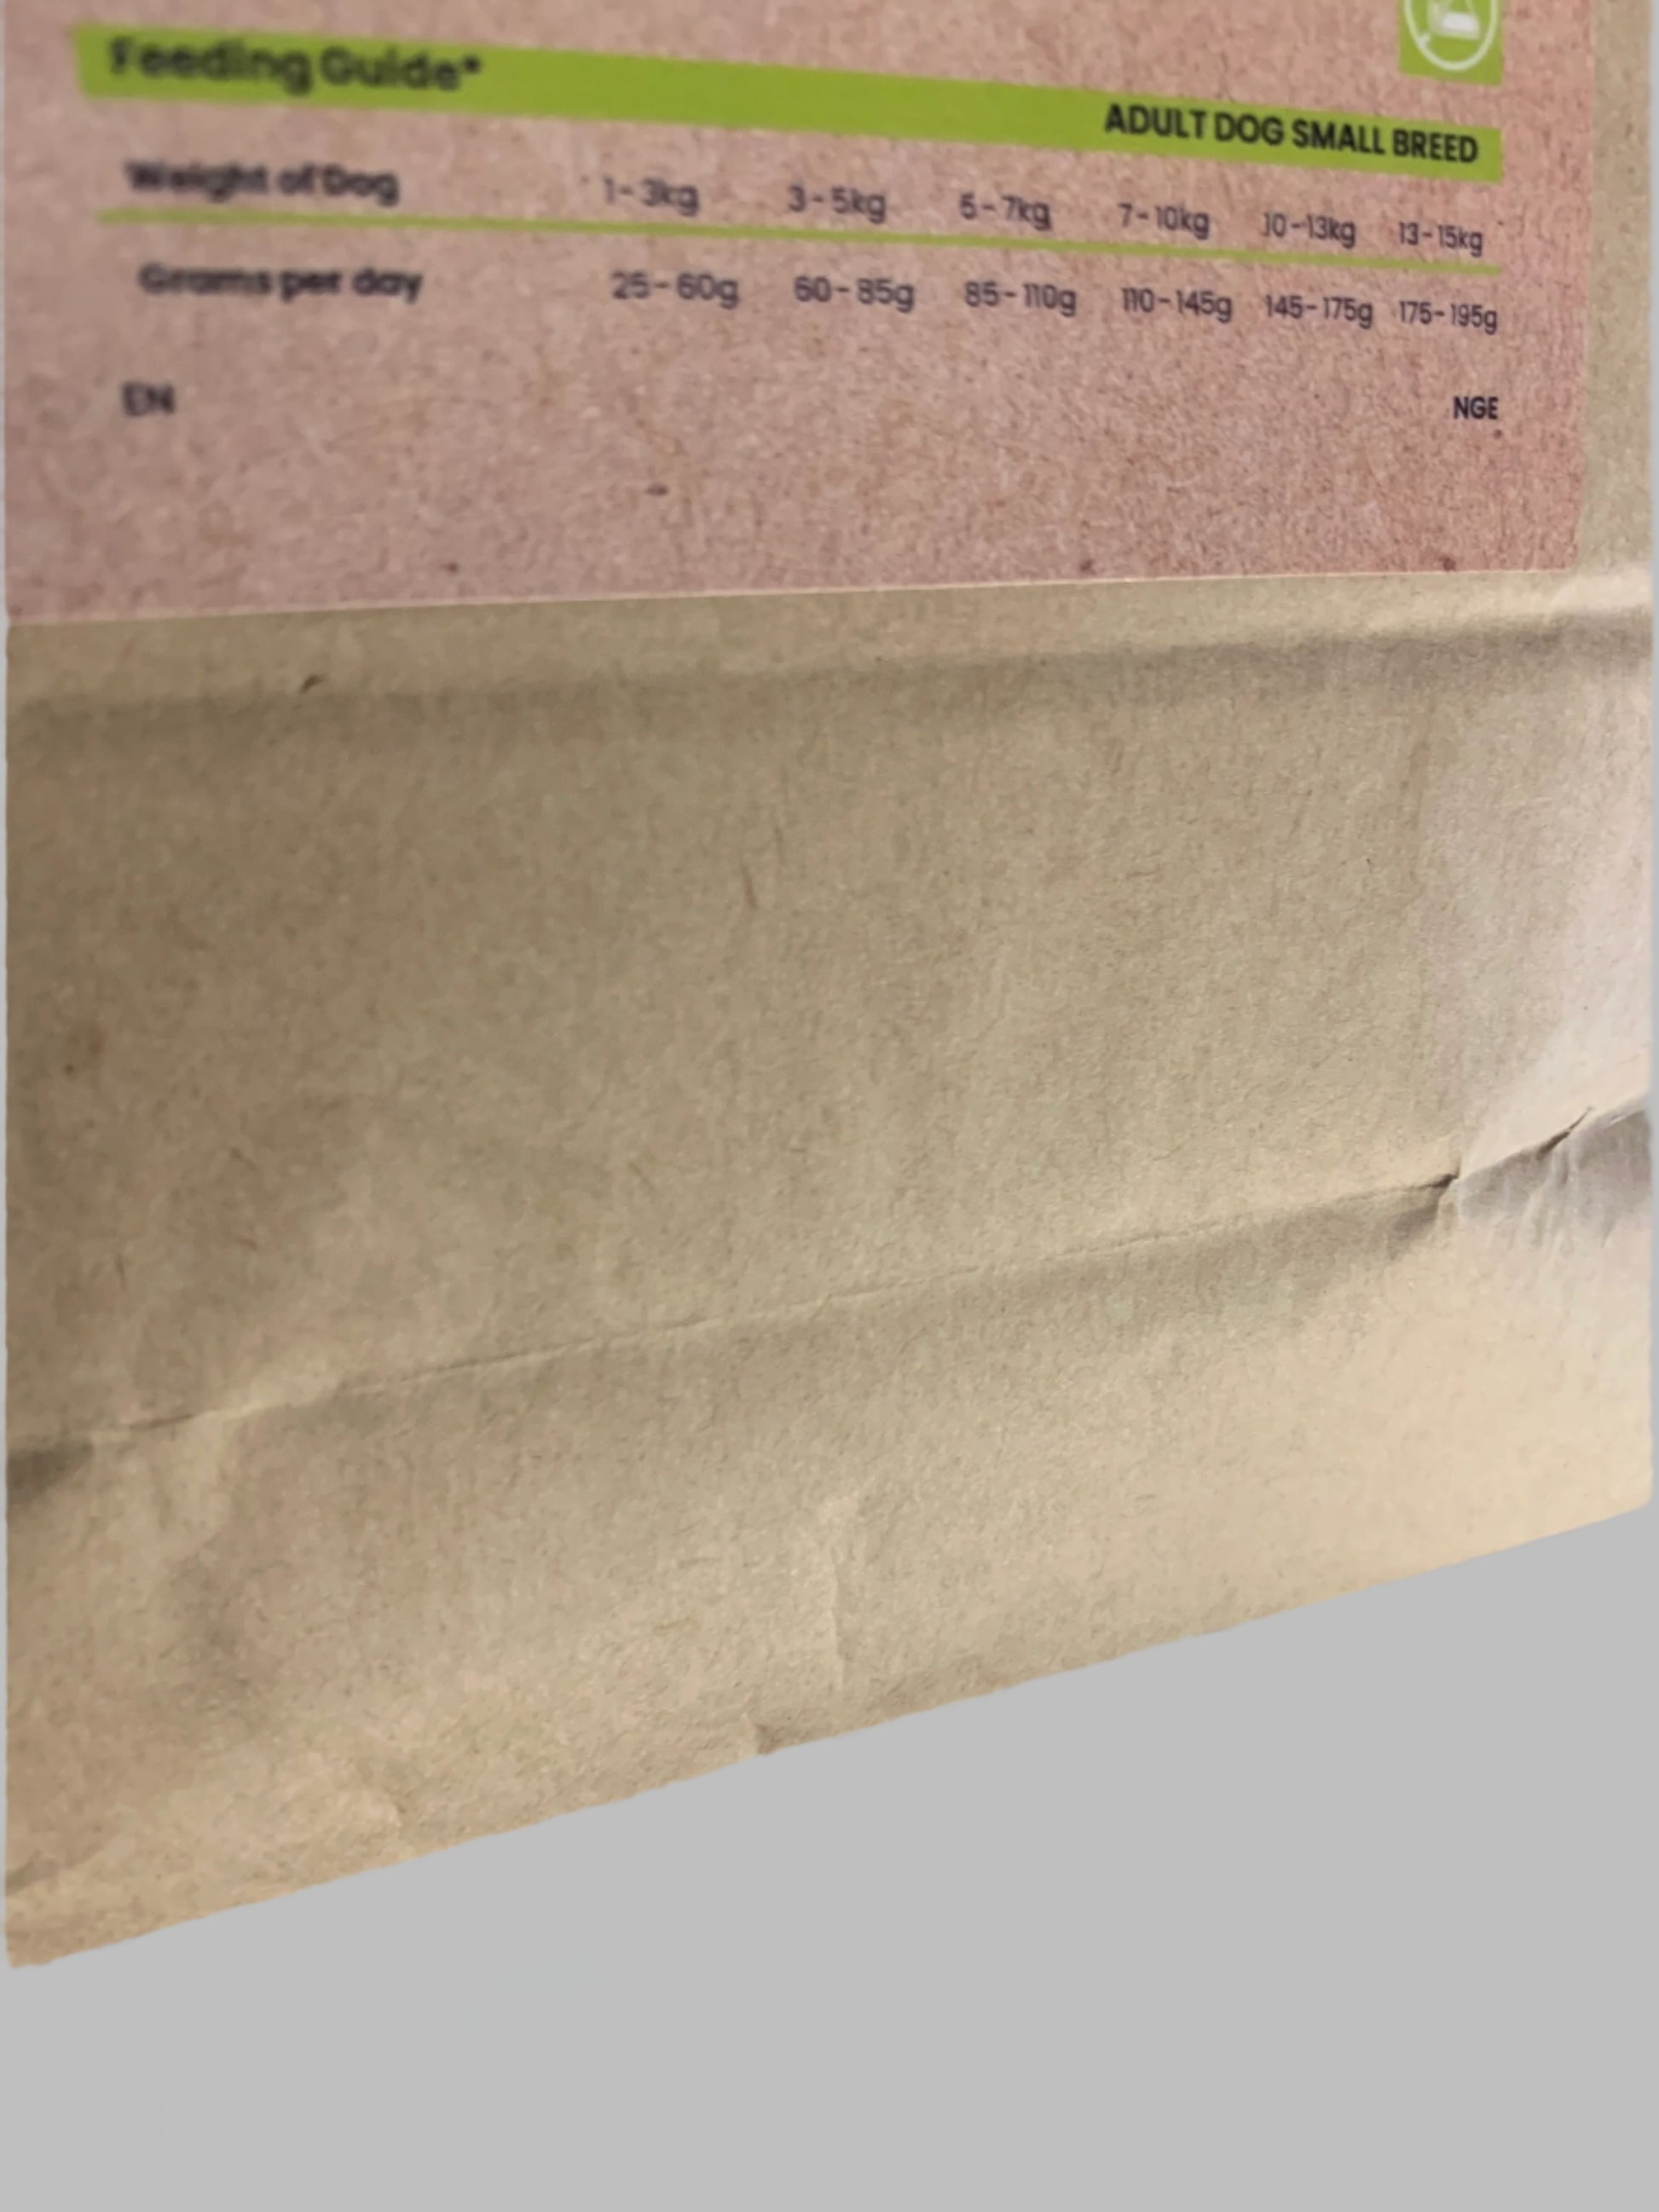 Feeding Guide*
ADULT DOG SMALL BREED
Weight of Dog 1-3kg 3-5kg 5-7kg 7-10kg 10-13kg 13-15kg
Grams per day 25-60g 60-85g 85-110g 110-145g 145-175g 175-195g
EN NGE